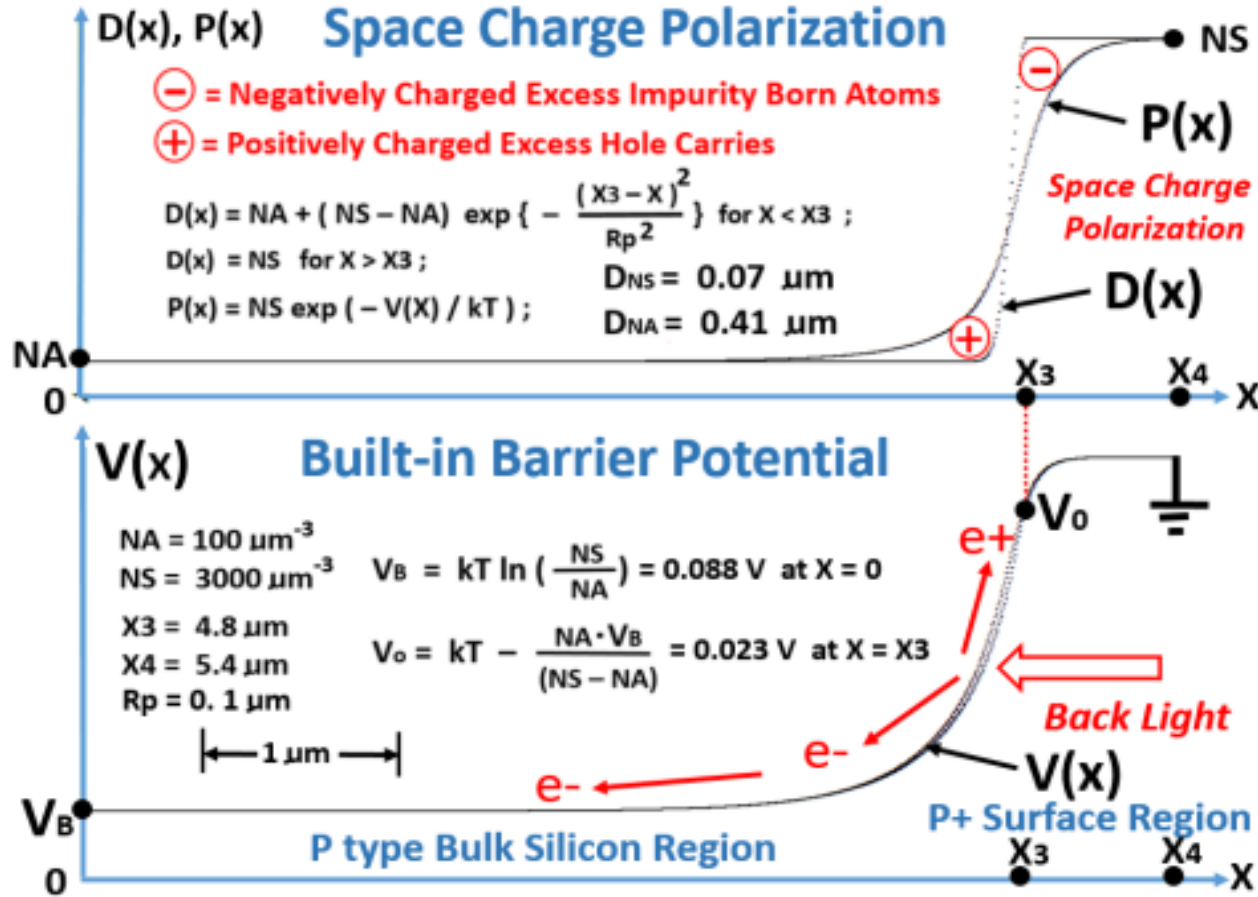 D(x), P(x)
Space Charge Polarization
NS
⊖ = Negatively Charged Excess Impurity Born Atoms
⊕ = Positively Charged Excess Hole Carries
−
P(x)
Space Charge
Polarization
D(x) = NA + ( NS – NA) exp { – (X3 – X)² / Rp² } for X < X3 ;
D(x) = NS for X > X3 ;
DNS = 0.07 μm
P(x) = NS exp ( – V(X) / kT ) ;
DNA = 0.41 μm
D(x)
+
NA
0
X3
X4
X
V(x)
Built-in Barrier Potential
V0
NA = 100 μm⁻³
NS = 3000 μm⁻³
X3 = 4.8 μm
X4 = 5.4 μm
Rp = 0. 1 μm
VB = kT ln ( NS / NA ) = 0.088 V at X = 0
Vo = kT – NA · VB / (NS – NA) = 0.023 V at X = X3
e+
1 μm
e-
e-
Back Light
V(x)
VB
P type Bulk Silicon Region
P+ Surface Region
0
X3
X4
X